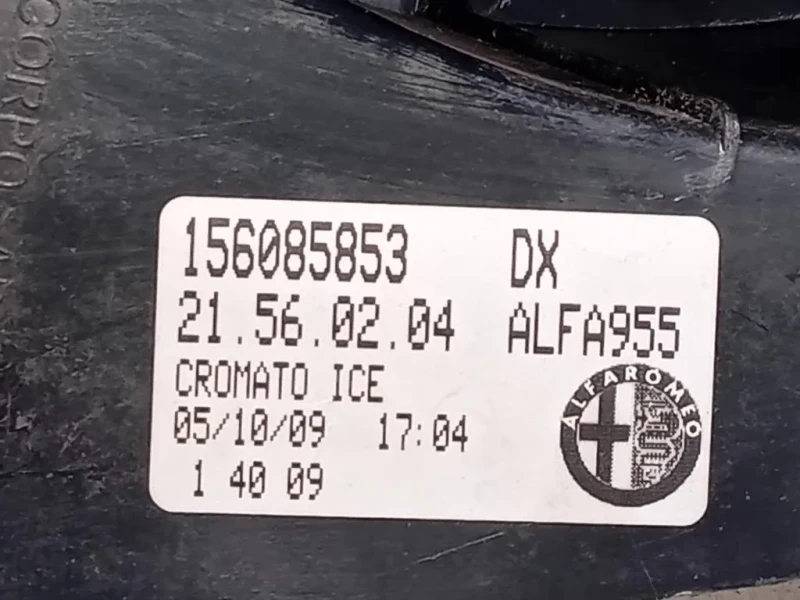 CORPO
156085853 DX
21.56.02.04 ALFA955
CROMATO ICE
05/10/09 17:04
1 40 09
ALFA ROMEO